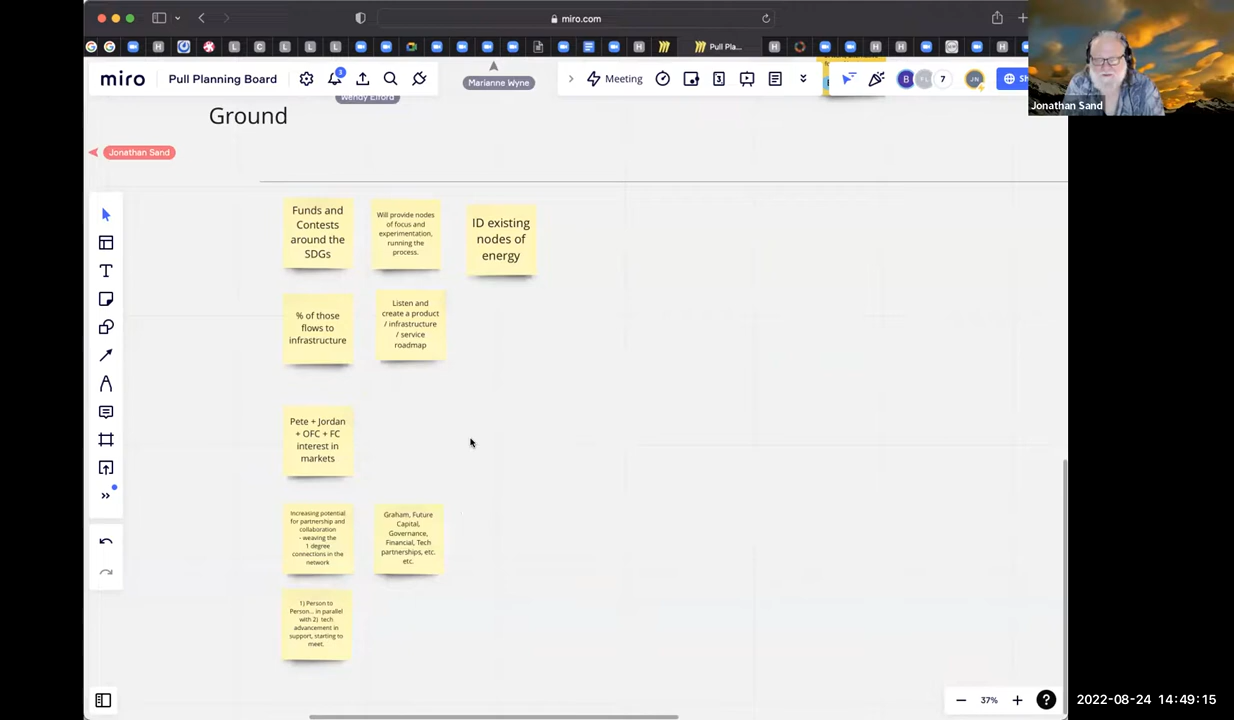 miro.com
Pull Pla...
miro
Pull Planning Board
3
Marianne Wyne
Meeting
3
B
7
JN
Sh
Wendy Elford
Jonathan Sand
Ground
Jonathan Sand
Funds and
Contests
around the
SDGs
Will provide nodes
of focus and
experimentation,
running the
process.
ID existing
nodes of
energy
% of those
flows to
infrastructure
Listen and
create a product
/ infrastructure
/ service
roadmap
Pete + Jordan
+ OFC + FC
interest in
markets
Increasing potential
for partnership and
collaboration
- weaving the
1 degree
connections in the
network
Graham, Future
Capital,
Governance,
Financial, Tech
partnerships, etc.
etc.
1) Person to
Person... in parallel
with 2) tech
advancement in
support, starting to
meet.
37%
2022-08-24 14:49:15